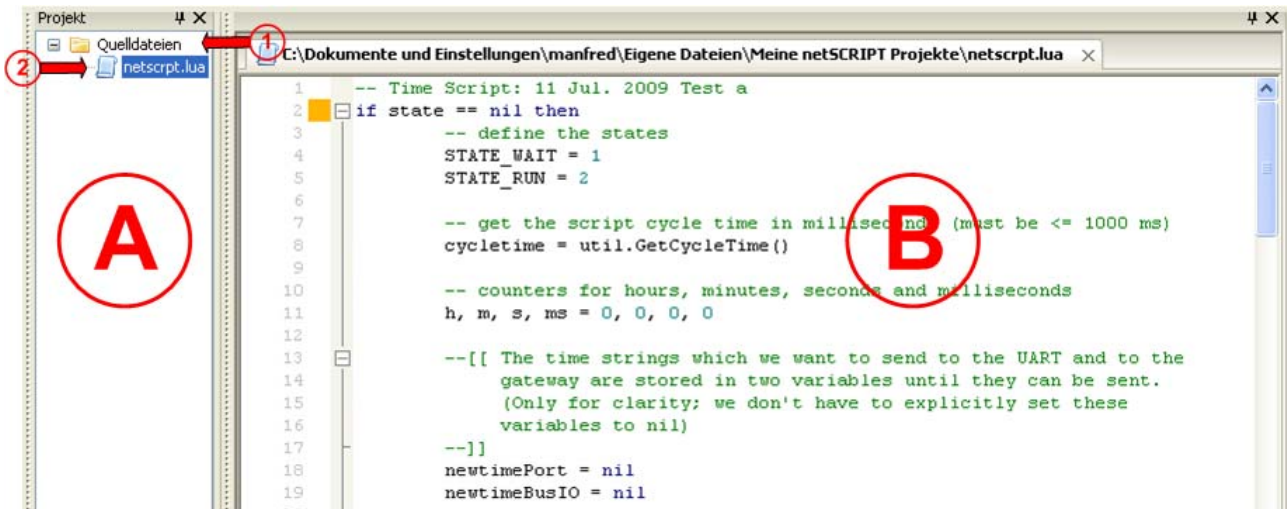 Projekt
Quelldateien
netscrpt.lua
1
2
A
C:\Dokumente und Einstellungen\manfred\Eigene Dateien\Meine netSCRIPT Projekte\netscrpt.lua
1 -- Time Script: 11 Jul. 2009 Test a
2 if state == nil then
3 -- define the states
4 STATE_WAIT = 1
5 STATE_RUN = 2
6
7 -- get the script cycle time in milliseconds (must be <= 1000 ms)
8 cycletime = util.GetCycleTime()
9
10 -- counters for hours, minutes, seconds and milliseconds
11 h, m, s, ms = 0, 0, 0, 0
12
13 --[[ The time strings which we want to send to the UART and to the
14 gateway are stored in two variables until they can be sent.
15 (Only for clarity; we don't have to explicitly set these
16 variables to nil)
17 --]]
18 newtimePort = nil
19 newtimeBusIO = nil
B